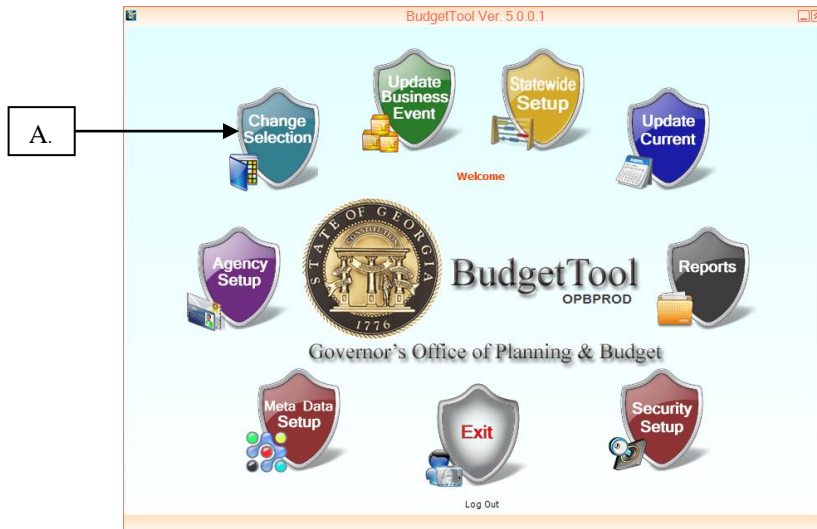 BudgetTool Ver. 5.0.0.1
A.
Change
Selection
Update
Business
Event
Statewide
Setup
Update
Current
Welcome
Agency
Setup
STATE OF GEORGIA
CONSTITUTION
1776
BudgetTool
OPBPROD
Reports
Governor's Office of Planning & Budget
Meta Data
Setup
Exit
Security
Setup
Log Out